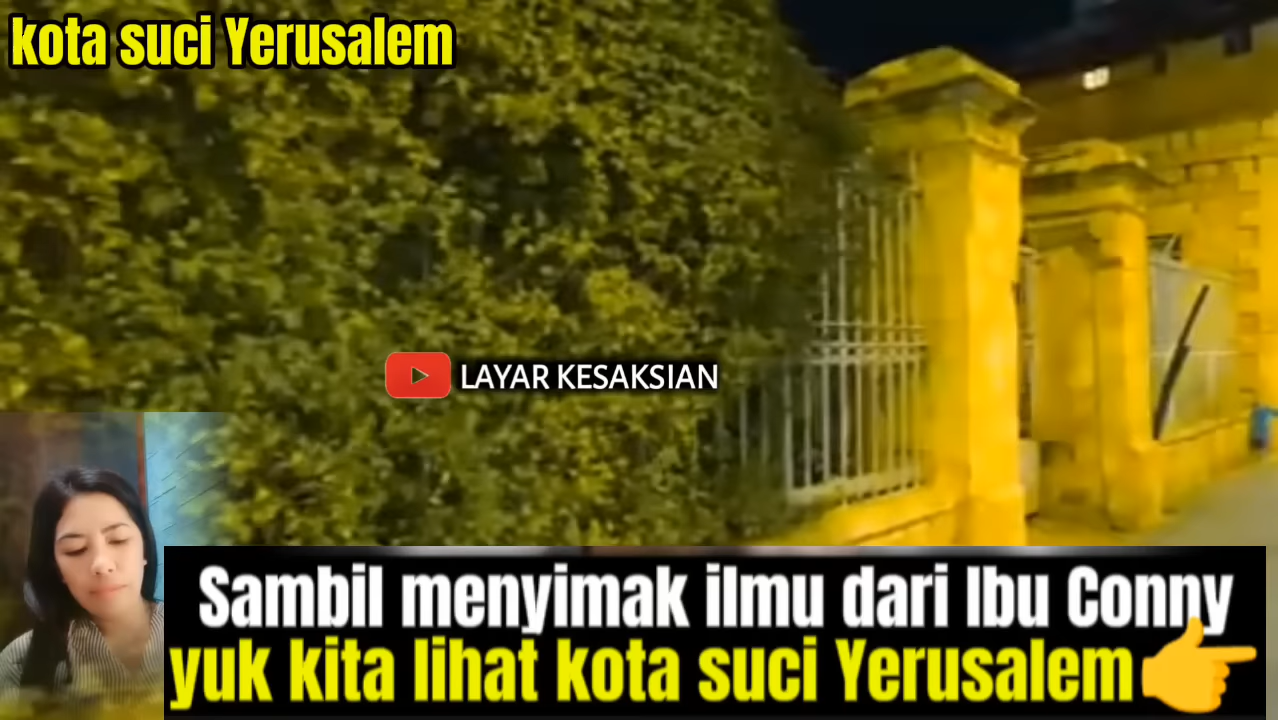 kota suci Yerusalem
LAYAR KESAKSIAN
Sambil menyimak ilmu dari Ibu Conny
yuk kita lihat kota suci Yerusalem